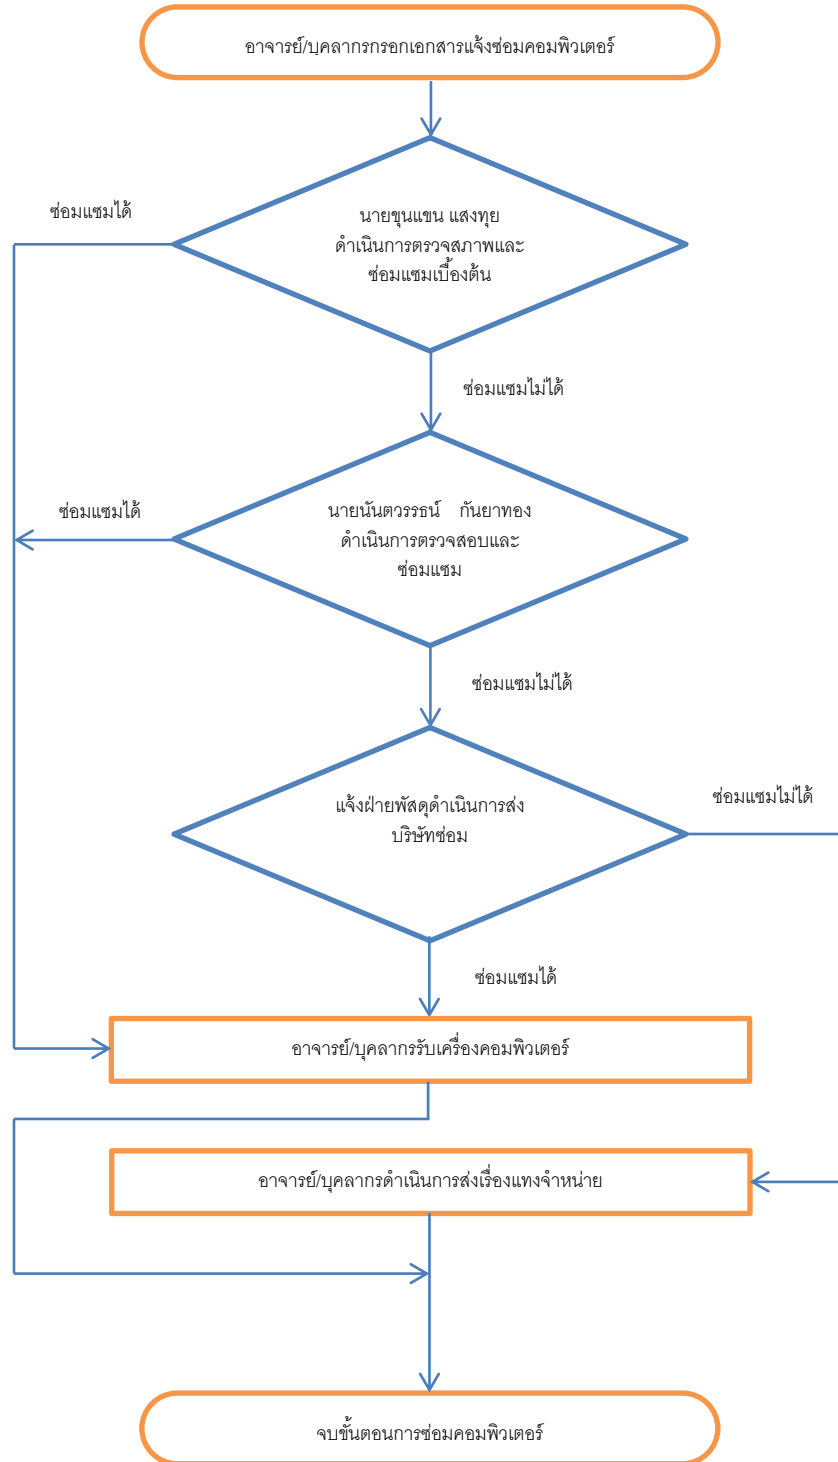 อาจารย์/บุคลากรกรอกเอกสารแจ้งซ่อมคอมพิวเตอร์
ซ่อมแซมได้
นายขุนแขน แสงทุย
ดำเนินการตรวจสภาพและ
ซ่อมแซมเบื้องต้น
ซ่อมแซมไม่ได้
ซ่อมแซมได้
นายนันตวรรธน์ กันยาทอง
ดำเนินการตรวจสอบและ
ซ่อมแซม
ซ่อมแซมไม่ได้
แจ้งฝ่ายพัสดุดำเนินการส่ง
บริษัทซ่อม
ซ่อมแซมไม่ได้
ซ่อมแซมได้
อาจารย์/บุคลากรรับเครื่องคอมพิวเตอร์
อาจารย์/บุคลากรดำเนินการส่งเรื่องแทงจำหน่าย
จบขั้นตอนการซ่อมคอมพิวเตอร์